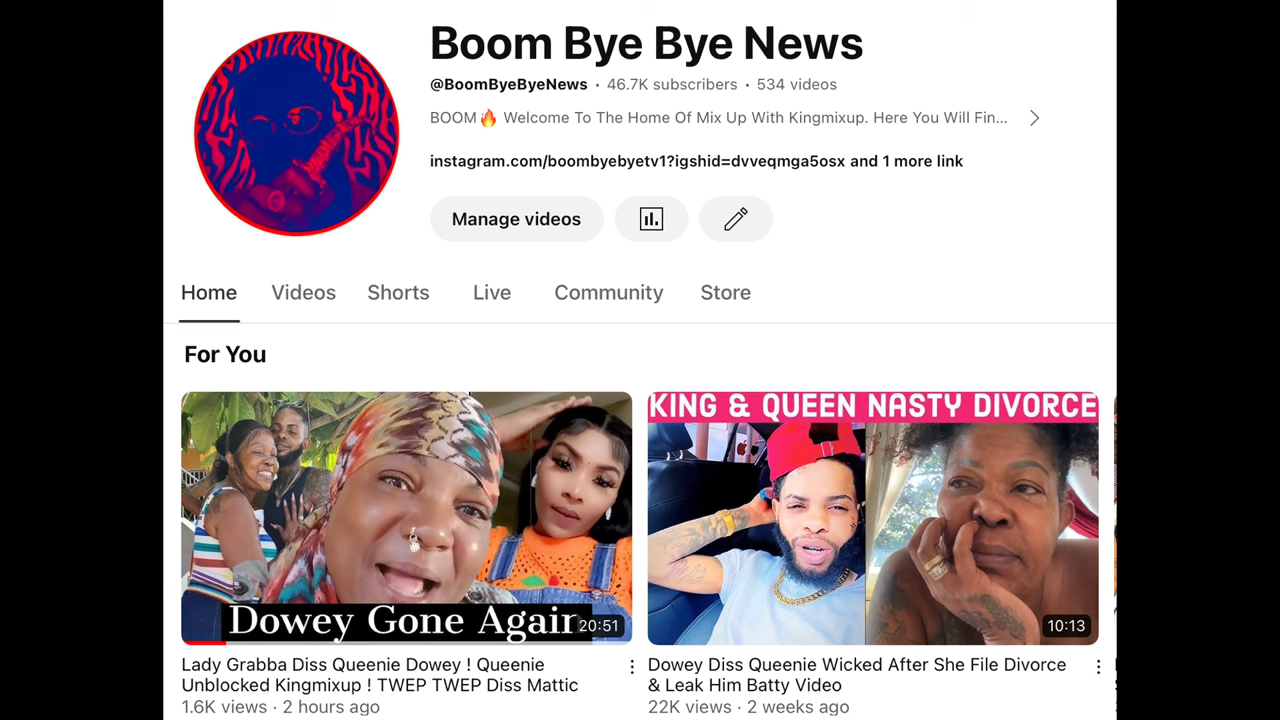 Boom Bye Bye News
@BoomByeByeNews • 46.7K subscribers • 534 videos
BOOM🔥 Welcome To The Home Of Mix Up With Kingmixup. Here You Will Fin...
instagram.com/boombyebyetv1?igshid=dvveqmga5osx and 1 more link
Manage videos
Home Videos Shorts Live Community Store
For You
Dowey Gone Again
20:51
KING & QUEEN NASTY DIVORCE
10:13
Lady Grabba Diss Queenie Dowey ! Queenie
Unblocked Kingmixup ! TWEP TWEP Diss Mattic
1.6K views · 2 hours ago
Dowey Diss Queenie Wicked After She File Divorce
& Leak Him Batty Video
22K views · 2 weeks ago